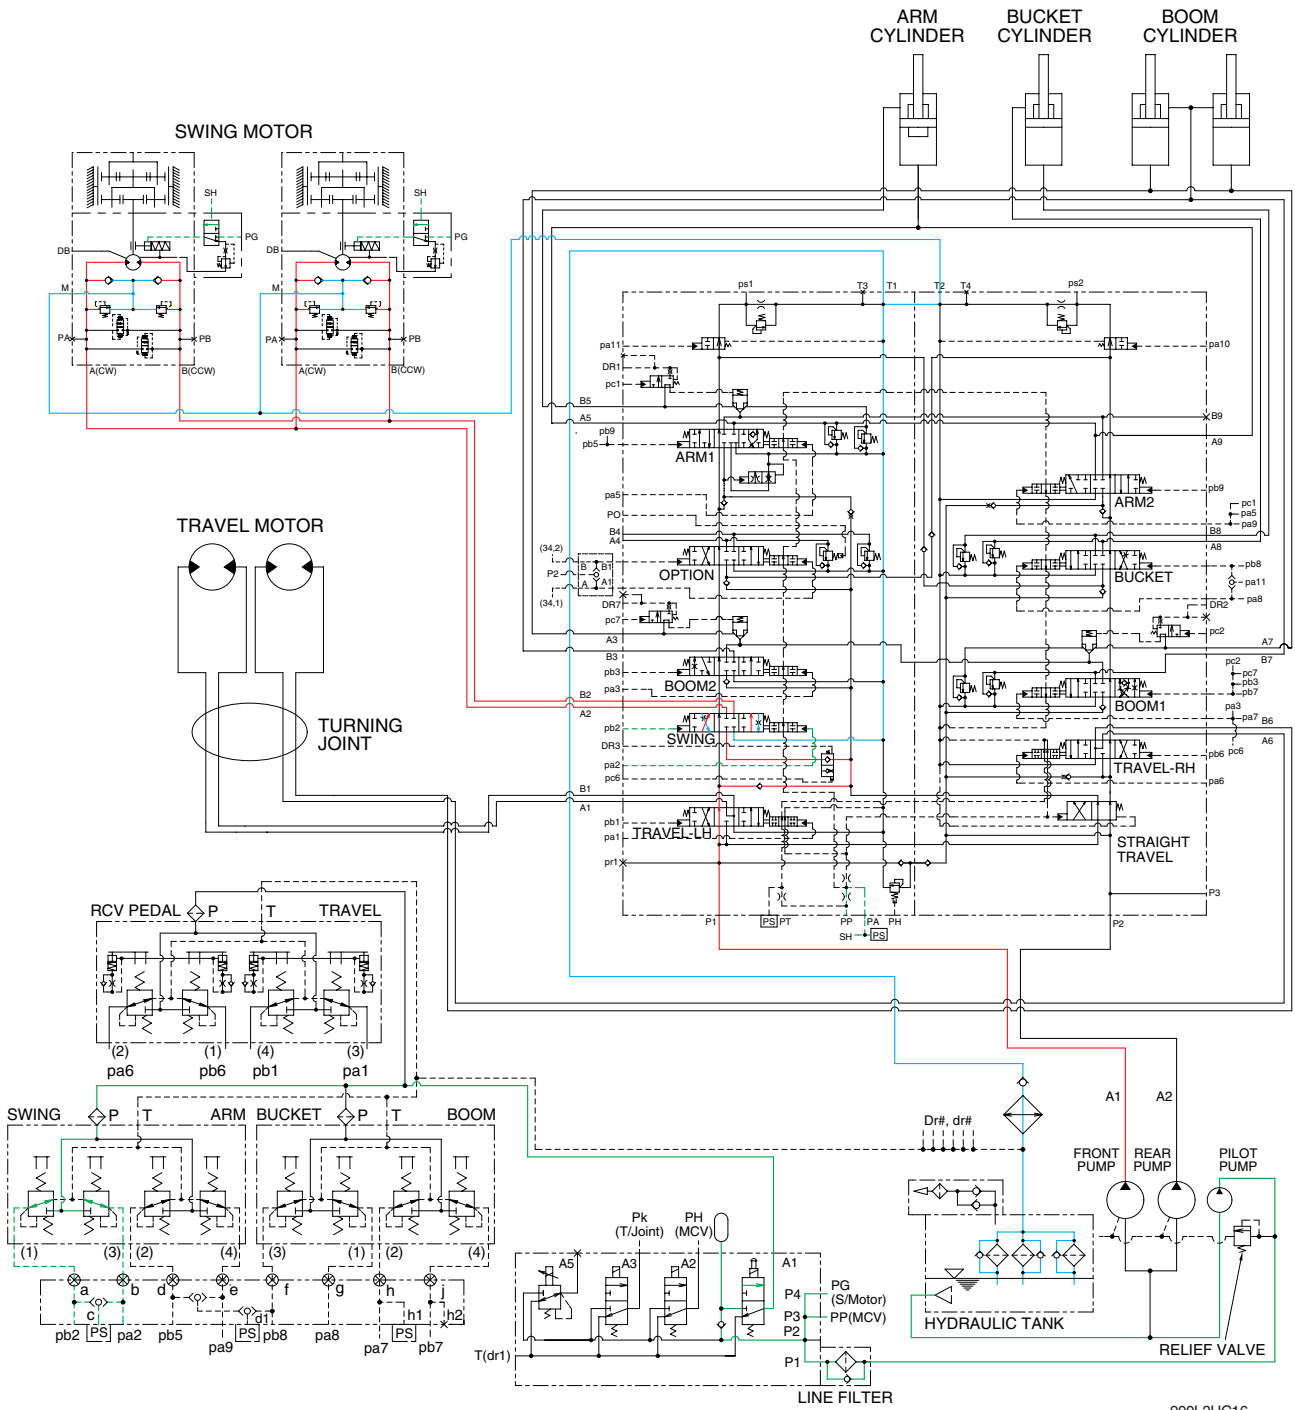 ARM
CYLINDER
BUCKET
CYLINDER
BOOM
CYLINDER
SWING MOTOR
SH
PG
DB
M
PA
PB
A(CW)
B(CCW)
SH
PG
DB
PA
PB
A(CW)
B(CCW)
ps1
T3
T1
T2
T4
ps2
pa11
pa10
DR1
pc1
B5
A5
B9
A9
pb9
pb5
ARM1
pa5
PO
B4
A4
ARM2
pb9
pc1
pa5
pa9
B8
A8
TRAVEL MOTOR
(34,2)
B
B1
P2
A
A1
(34,1)
OPTION
BUCKET
pb8
pa11
pa8
DR7
DR2
pc7
pc2
A3
B3
pb3
pa3
BOOM2
A7
B7
pc2
pc7
pb3
pb7
BOOM1
B2
A2
pb2
SWING
pa3
pa7
B6
A6
pc6
TURNING
JOINT
DR3
pa2
pc6
TRAVEL-RH
pb6
pa6
B1
A1
pb1
pa1
TRAVEL-LH
STRAIGHT
TRAVEL
pr1
P3
P1
PS
PT
PP
PA
PH
P2
SH
PS
RCV PEDAL
P
T
TRAVEL
(2)
(1)
(4)
(3)
pa6
pb6
pb1
pa1
SWING
P
T
ARM
BUCKET
P
T
BOOM
(1)
(3)
(2)
(4)
(3)
(1)
(2)
(4)
a
b
d
e
f
g
h
j
c
d1
h1
h2
pb2
PS
pa2
pb5
pa9
PS
pb8
pa8
pa7
PS
pb7
A1
A2
Dr#, dr#
FRONT
PUMP
REAR
PUMP
PILOT
PUMP
Pk
(T/Joint)
PH
(MCV)
A5
A3
A2
A1
P4
PG
(S/Motor)
P3
PP(MCV)
P2
T(dr1)
P1
HYDRAULIC TANK
RELIEF VALVE
LINE FILTER